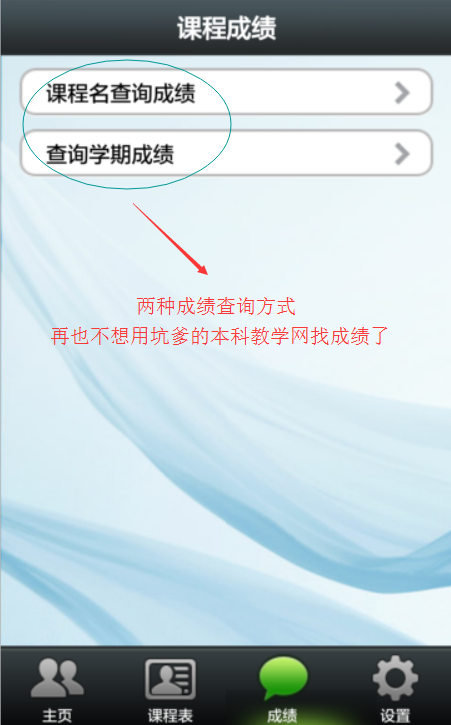 课程成绩
课程名查询成绩
查询学期成绩
两种成绩查询方式
再也不想用坑爹的本科教学网找成绩了
主页
课程表
成绩
设置